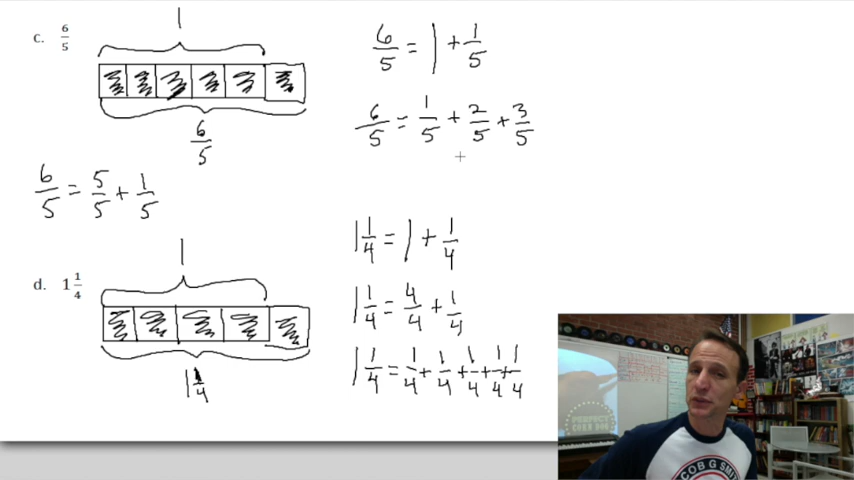 1
c. 6/5
6/5 = 1 + 1/5
6/5
6/5 = 1/5 + 2/5 + 3/5
6/5 = 5/5 + 1/5
1
d. 1 1/4
1 1/4
1 1/4 = 1 + 1/4
1 1/4 = 4/4 + 1/4
1 1/4 = 1/4 + 1/4 + 1/4 + 1/4 + 1/4
PERFECT
COB G SMI